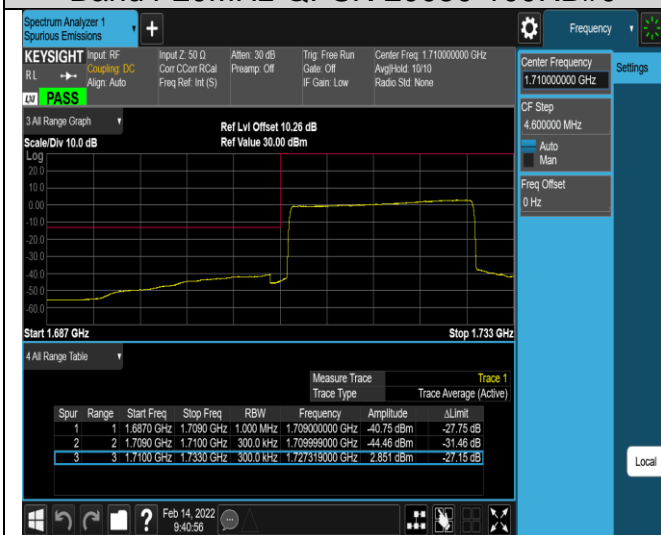 Spectrum Analyzer 1
Spurious Emissions
Frequency
KEYSIGHT
RL
Input: RF
Coupling: DC
Align: Auto
Input Z: 50 Ω
Corr CCorr RCal
Freq Ref: Int (S)
Atten: 30 dB
Preamp: Off
Trig: Free Run
Gate: Off
IF Gain: Low
Center Freq: 1.710000000 GHz
Avg|Hold: 10/10
Radio Std: None
PASS
3 All Range Graph
Ref Lvl Offset 10.26 dB
Scale/Div 10.0 dB
Ref Value 30.00 dBm
Log
20.0
10.0
0.00
-10.0
-20.0
-30.0
-40.0
-50.0
-60.0
Start 1.687 GHz
Stop 1.733 GHz
4 All Range Table
Measure Trace Trace 1
Trace Type Trace Average (Active)
Spur Range Start Freq Stop Freq RBW Frequency Amplitude ΔLimit
1 1 1.6870 GHz 1.7090 GHz 1.000 MHz 1.709000000 GHz -40.75 dBm -27.75 dB
2 2 1.7090 GHz 1.7100 GHz 300.0 kHz 1.709999000 GHz -44.46 dBm -31.46 dB
3 3 1.7100 GHz 1.7330 GHz 300.0 kHz 1.727319000 GHz 2.851 dBm -27.15 dB
Center Frequency
1.710000000 GHz
Settings
CF Step
4.600000 MHz
Auto
Man
Freq Offset
0 Hz
Local
?
Feb 14, 2022
9:40:56